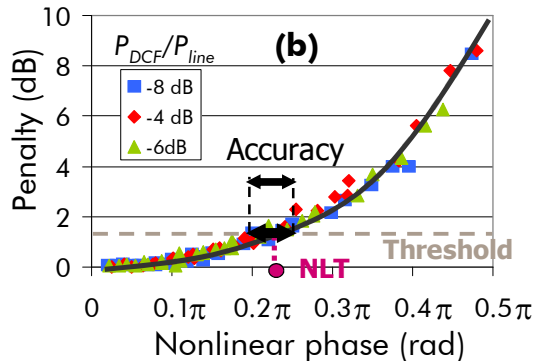 (b)
P_DCF/P_line
-8 dB
-4 dB
-6dB
Accuracy
Threshold
NLT
10
8
6
4
2
0
Penalty (dB)
0 0.1π 0.2π 0.3π 0.4π 0.5π
Nonlinear phase (rad)